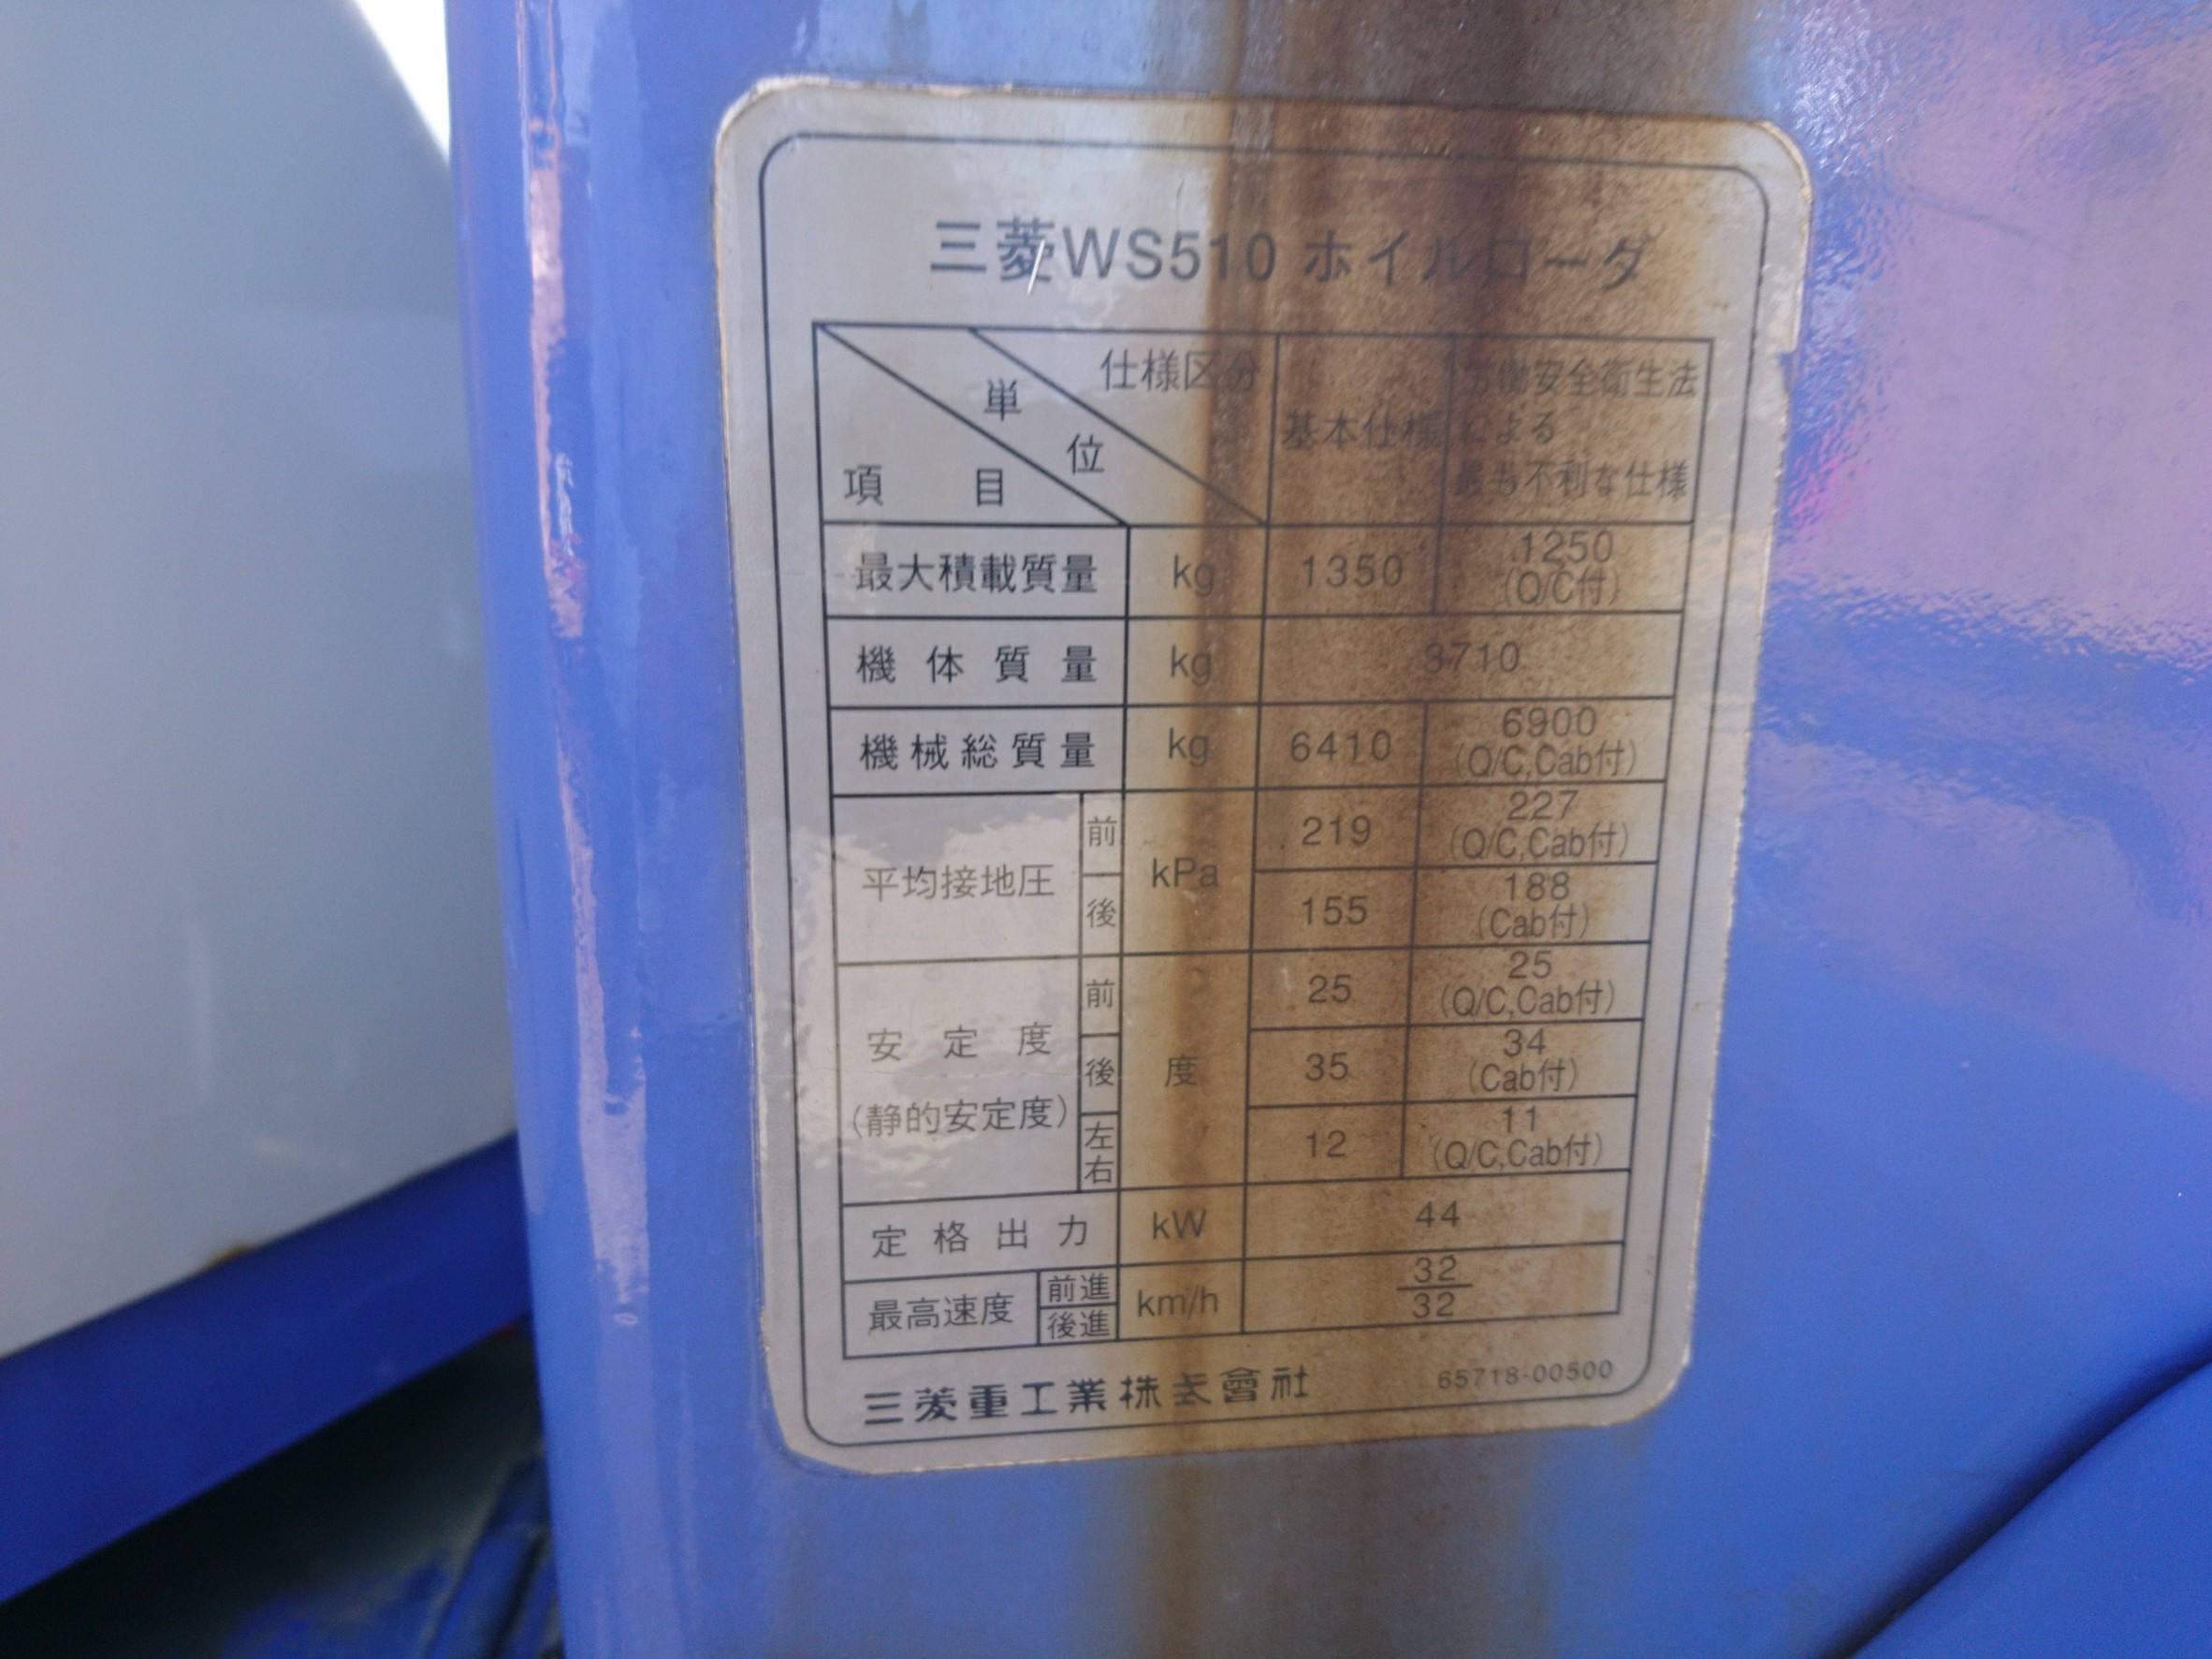 三菱WS510 ホイルローダ
仕様区分
単位
項目
基本仕様
労働安全衛生法
による
最も不利な仕様
最大積載質量 kg 1350 1250
(Q/C付)
機体質量 kg 3710
機械総質量 kg 6410 6900
(Q/C,Cab付)
平均接地圧 kPa
前 219 227
(Q/C,Cab付)
後 155 188
(Cab付)
安定度
(静的安定度)
度
前 25 25
(Q/C,Cab付)
後 35 34
(Cab付)
左右 12 11
(Q/C,Cab付)
定格出力 kW 44
最高速度 km/h
前進 32
後進 32
三菱重工業株式會社 65718-00500